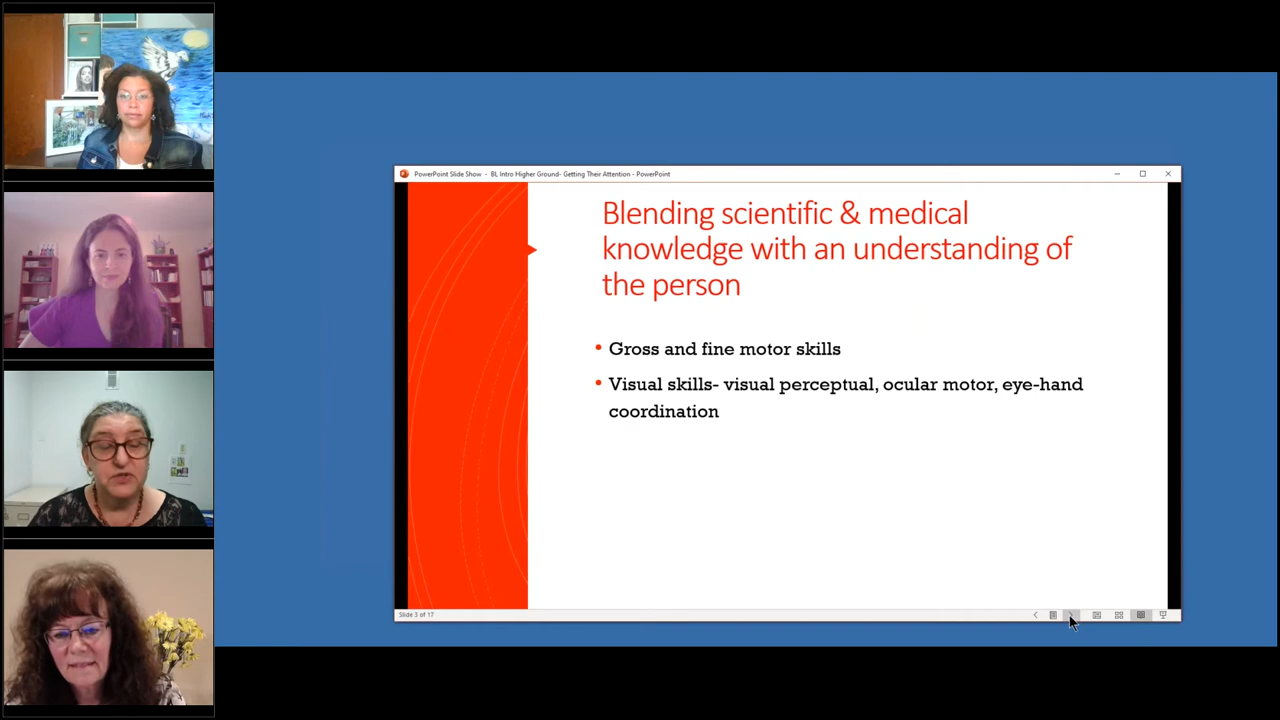 PowerPoint Slide Show - BL Intro Higher Ground- Getting Their Attention - PowerPoint
Blending scientific & medical
knowledge with an understanding of
the person
• Gross and fine motor skills
• Visual skills- visual perceptual, ocular motor, eye-hand
coordination
Slide 3 of 17